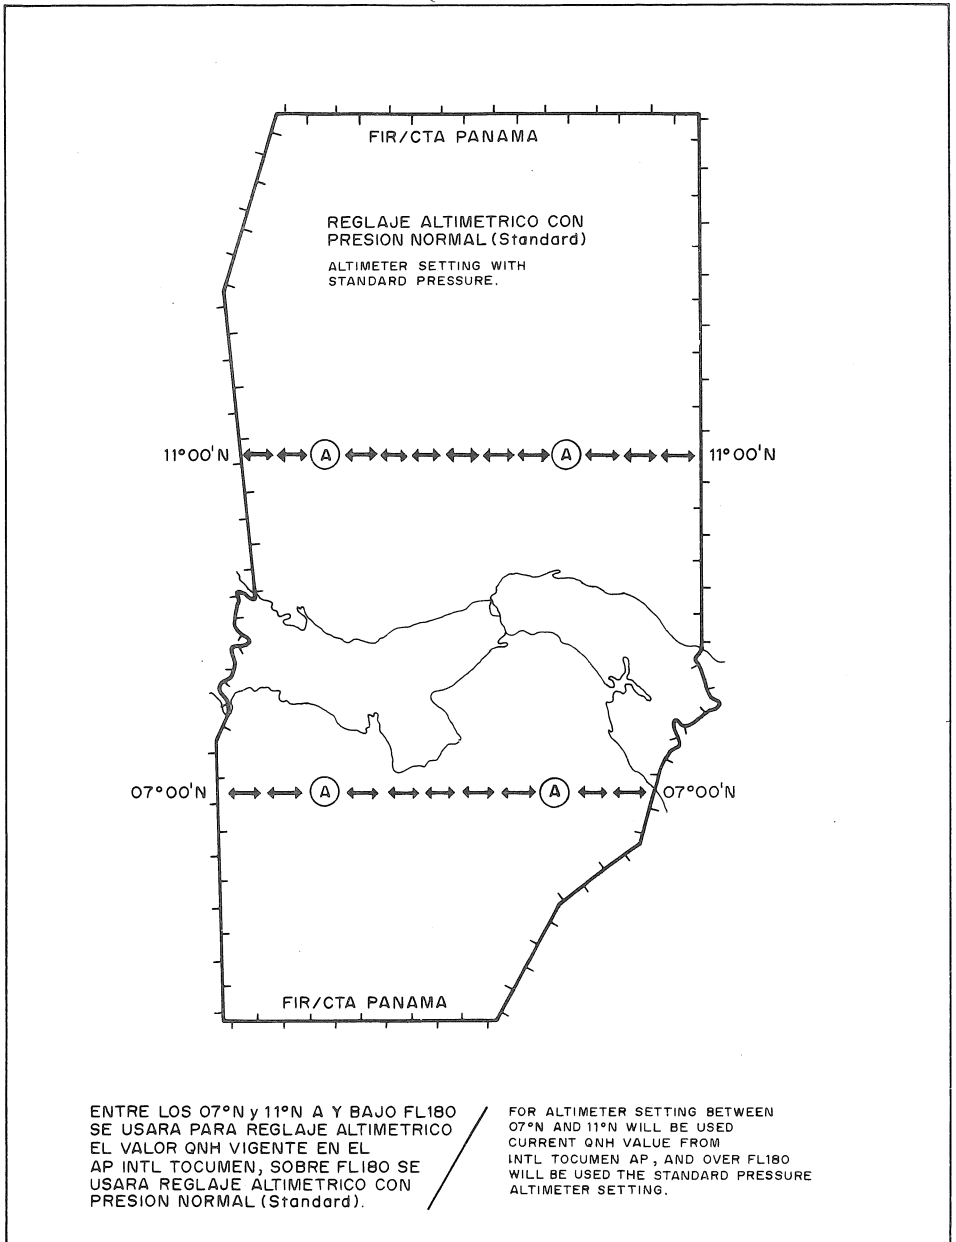 FIR/CTA PANAMA
REGLAJE ALTIMETRICO CON
PRESION NORMAL (Standard)
ALTIMETER SETTING WITH
STANDARD PRESSURE.
11°00'N A A 11°00'N
07°00'N A A 07°00'N
FIR/CTA PANAMA
ENTRE LOS 07°N y 11°N A Y BAJO FL180
SE USARA PARA REGLAJE ALTIMETRICO
EL VALOR QNH VIGENTE EN EL
AP INTL TOCUMEN, SOBRE FL180 SE
USARA REGLAJE ALTIMETRICO CON
PRESION NORMAL (Standard).
FOR ALTIMETER SETTING BETWEEN
07°N AND 11°N WILL BE USED
CURRENT QNH VALUE FROM
INTL TOCUMEN AP, AND OVER FL180
WILL BE USED THE STANDARD PRESSURE
ALTIMETER SETTING.